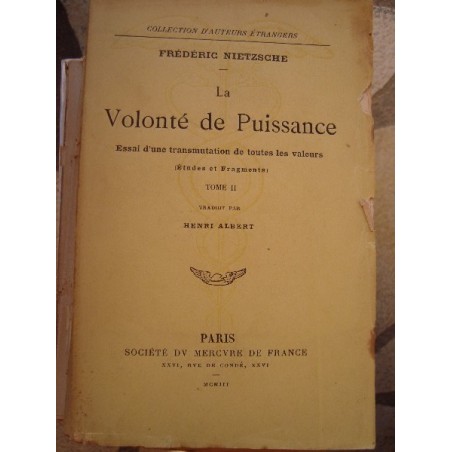 COLLECTION D'AUTEURS ÉTRANGERS
FRÉDÉRIC NIETZSCHE
La
Volonté de Puissance
Essai d'une transmutation de toutes les valeurs
(Études et Fragments)
TOME II
TRADUIT PAR
HENRI ALBERT
PARIS
SOCIÉTÉ DV MERCVRE DE FRANCE
XXVI, RVE DE CONDÉ, XXVI
MCMIII